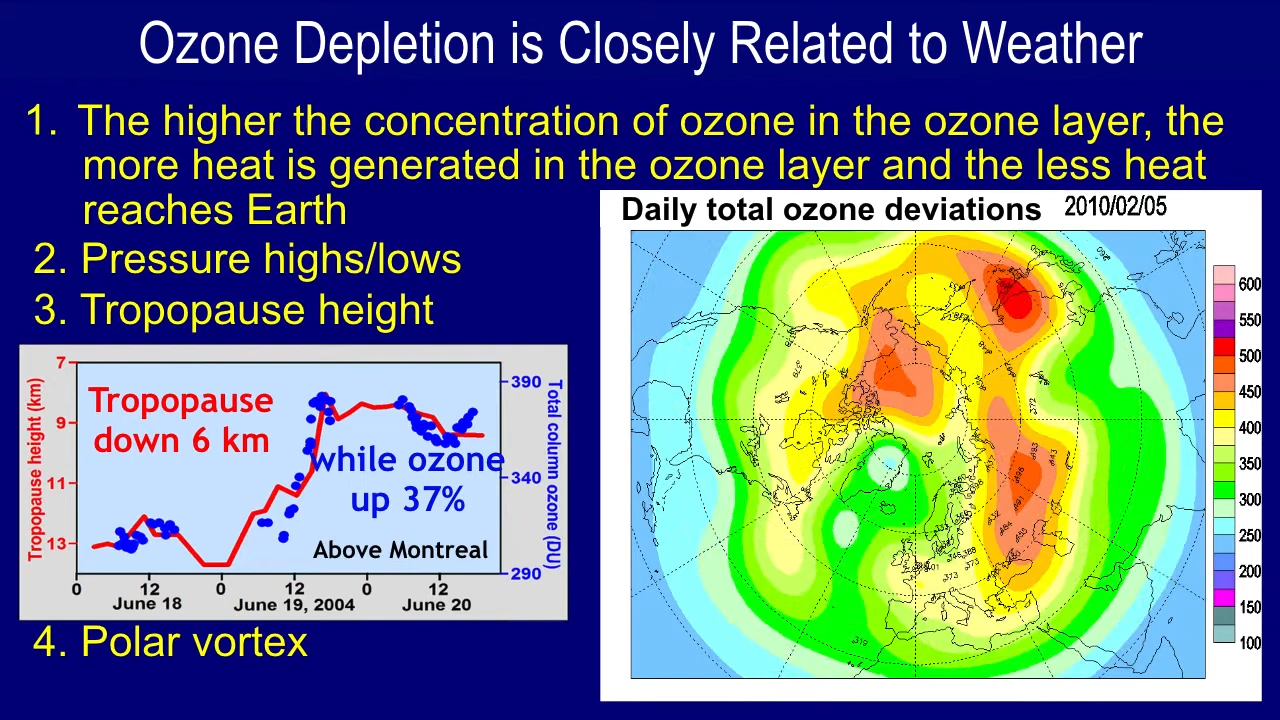 Ozone Depletion is Closely Related to Weather
1. The higher the concentration of ozone in the ozone layer, the
more heat is generated in the ozone layer and the less heat
reaches Earth
2. Pressure highs/lows
3. Tropopause height
Tropopause height (km)
7
9
11
13
Tropopause
down 6 km
while ozone
up 37%
Above Montreal
390
340
290
Total column ozone (DU)
0 12 0 12 0 12
June 18 June 19, 2004 June 20
4. Polar vortex
Daily total ozone deviations 2010/02/05
600
550
500
450
400
350
300
250
200
150
100
319